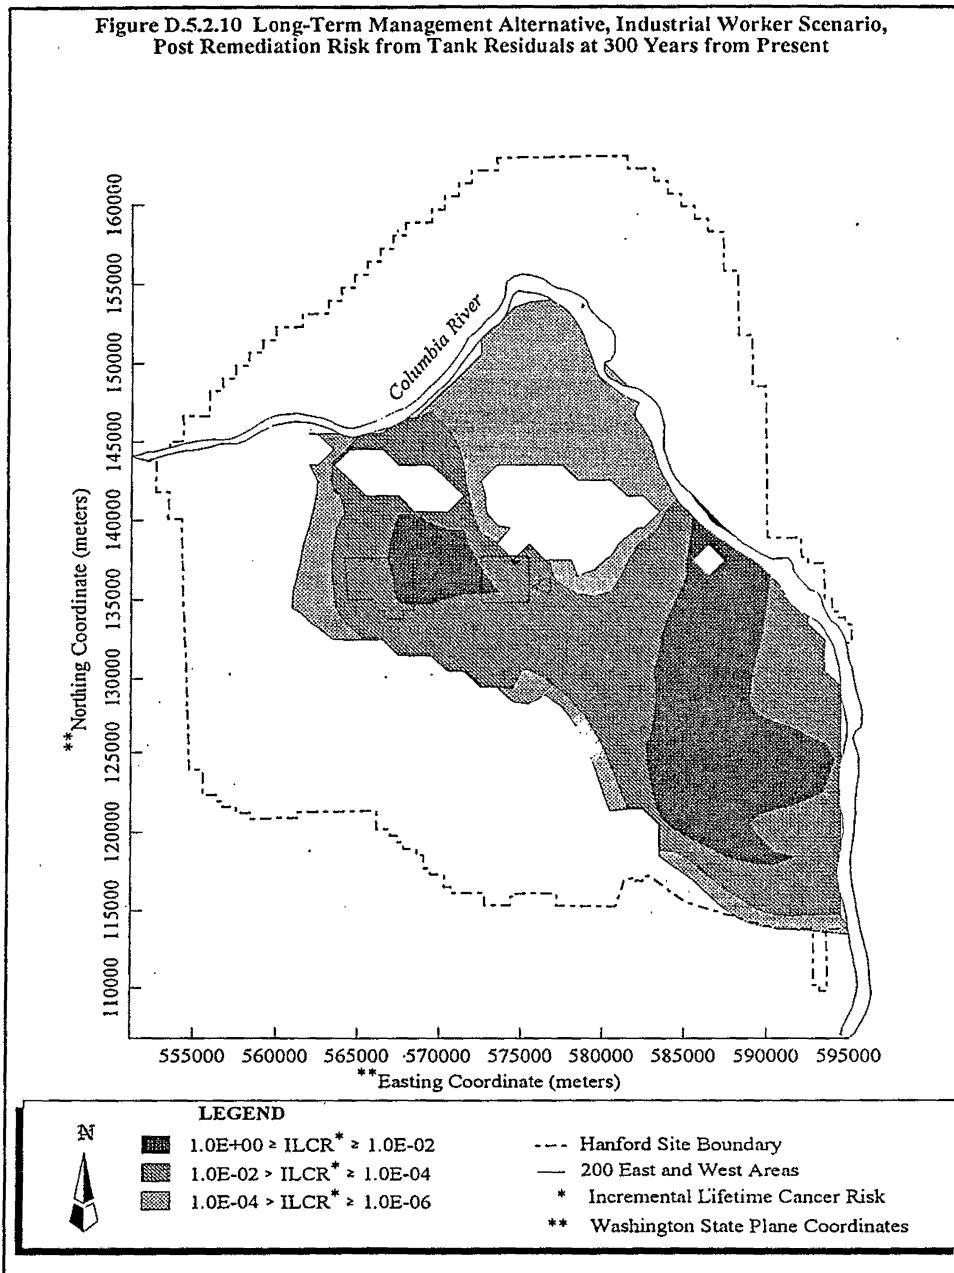 Figure D.5.2.10 Long-Term Management Alternative, Industrial Worker Scenario,
Post Remediation Risk from Tank Residuals at 300 Years from Present
**Northing Coordinate (meters)
160000
155000
150000
145000
140000
135000
130000
125000
120000
115000
110000
Columbia River
555000 560000 565000 570000 575000 580000 585000 590000 595000
**Easting Coordinate (meters)
LEGEND
N
1.0E+00 ≥ ILCR* ≥ 1.0E-02
1.0E-02 > ILCR* ≥ 1.0E-04
1.0E-04 > ILCR* ≥ 1.0E-06
Hanford Site Boundary
200 East and West Areas
* Incremental Lifetime Cancer Risk
** Washington State Plane Coordinates